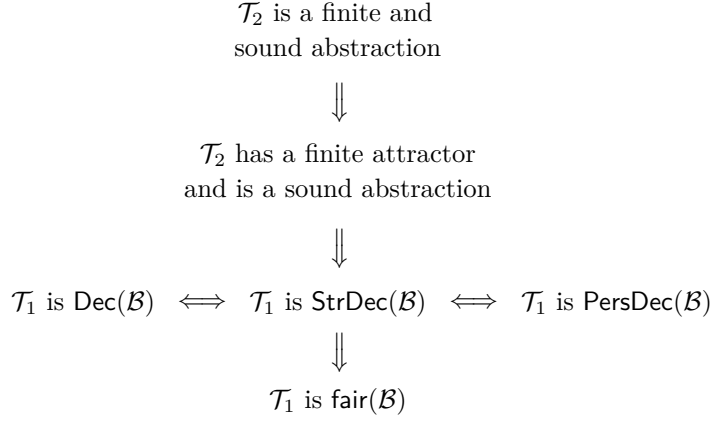 𝒯₂ is a finite and
sound abstraction
⇓
𝒯₂ has a finite attractor
and is a sound abstraction
⇓
𝒯₁ is Dec(ℬ) ⟺ 𝒯₁ is StrDec(ℬ) ⟺ 𝒯₁ is PersDec(ℬ)
⇓
𝒯₁ is fair(ℬ)